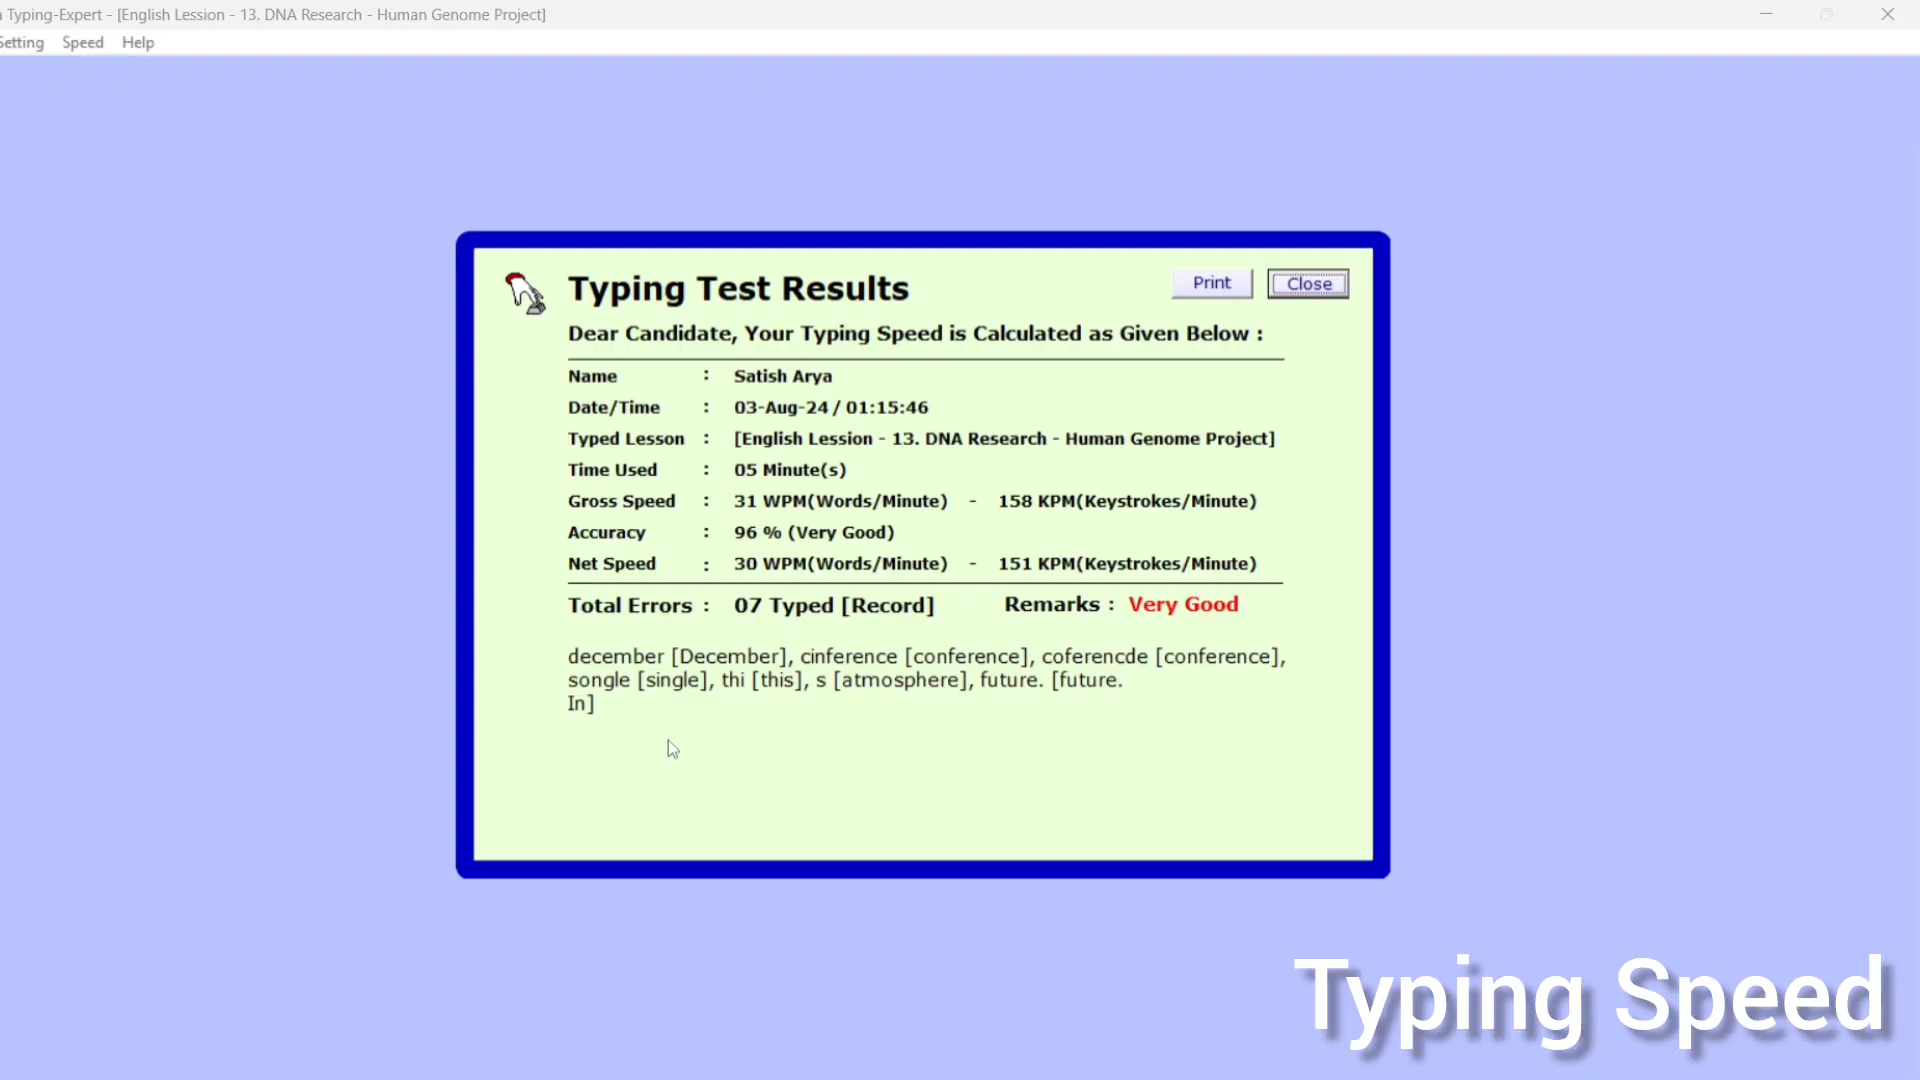 Typing-Expert - [English Lession - 13. DNA Research - Human Genome Project]
Setting Speed Help
Typing Test Results
Print Close
Dear Candidate, Your Typing Speed is Calculated as Given Below :
Name : Satish Arya
Date/Time : 03-Aug-24 / 01:15:46
Typed Lesson : [English Lession - 13. DNA Research - Human Genome Project]
Time Used : 05 Minute(s)
Gross Speed : 31 WPM(Words/Minute) - 158 KPM(Keystrokes/Minute)
Accuracy : 96 % (Very Good)
Net Speed : 30 WPM(Words/Minute) - 151 KPM(Keystrokes/Minute)
Total Errors : 07 Typed [Record] Remarks : Very Good
december [December], cinference [conference], coferencde [conference],
songle [single], thi [this], s [atmosphere], future. [future.
In]
Typing Speed